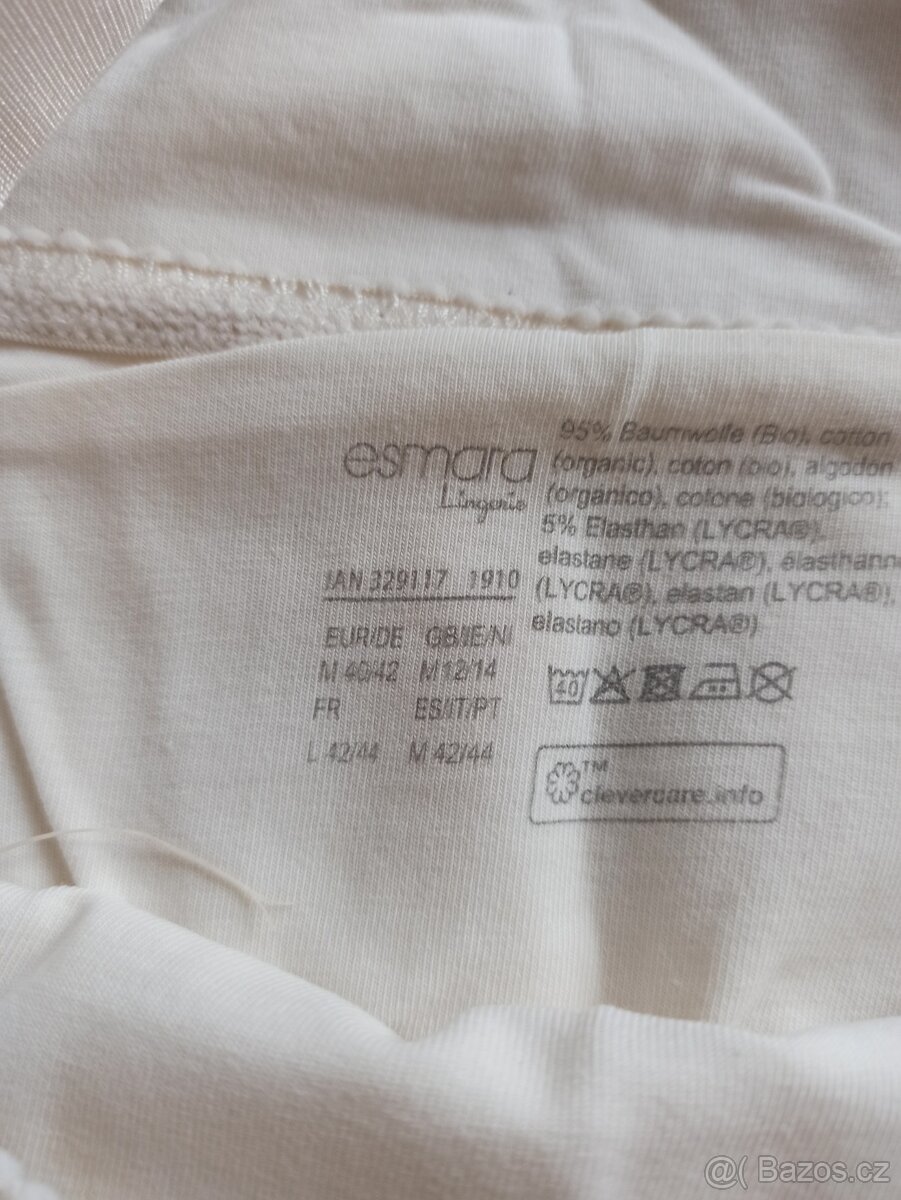 esmara
Lingerie
IAN 329117 1910
EUR/DE GB/IE/NI
M 40/42 M 12/14
FR ES/IT/PT
L 42/44 M 42/44
95% Baumwolle (Bio), cotton
(organic), coton (bio), algodón
(organico), cotone (biologico);
5% Elasthan (LYCRA®),
elastane (LYCRA®), élasthanne
(LYCRA®), elastan (LYCRA®),
elastano (LYCRA®)
40
™
clevercare.info
@( Bazos.cz